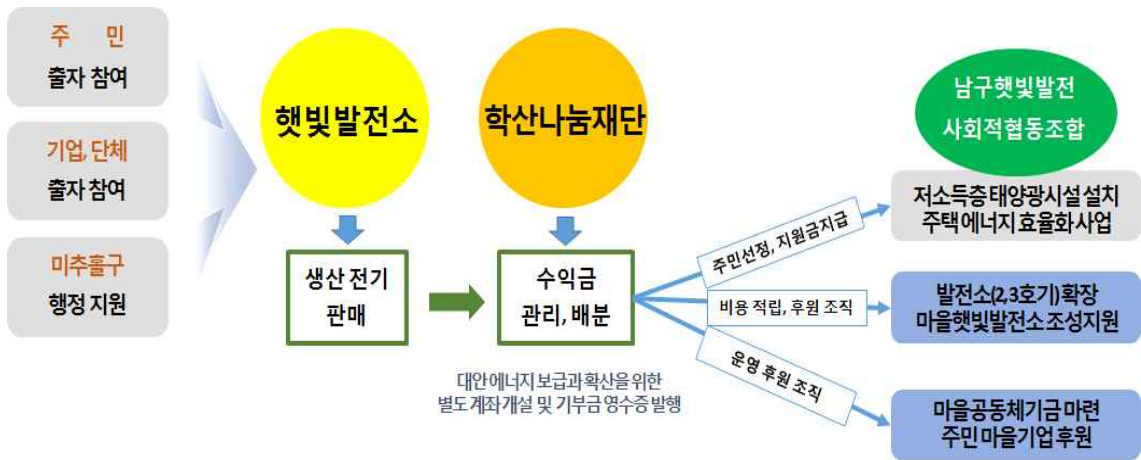 주 민
출자 참여
기업, 단체
출자 참여
미추홀구
행정 지원
햇빛발전소
생산 전기
판매
학산나눔재단
수익금
관리, 배분
대안에너지 보급과 확산을 위한
별도 계좌 개설 및 기부금 영수증 발행
주민선정, 지원금지급
비용 적립, 후원 조직
운영 후원 조직
남구햇빛발전
사회적협동조합
저소득층 태양광시설 설치
주택 에너지 효율화 사업
발전소(2,3호기) 확장
마을햇빛발전소 조성지원
마을공동체기금 마련
주민 마을기업 후원